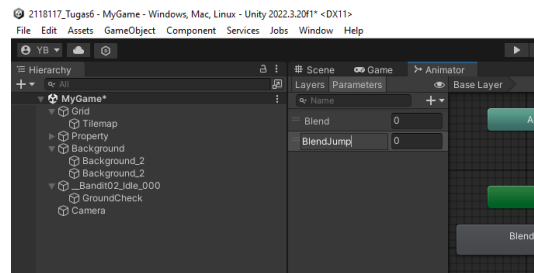 2118117_Tugas6 - MyGame - Windows, Mac, Linux - Unity 2022.3.20f1* <DX11>
File Edit Assets GameObject Component Services Jobs Window Help
YB
Hierarchy
All
MyGame*
Grid
Tilemap
Property
Background
Background_2
Background_2
__Bandit02_Idle_000
GroundCheck
Camera
Scene Game Animator
Layers Parameters Base Layer
Name
Blend 0
BlendJump 0
A
Blend